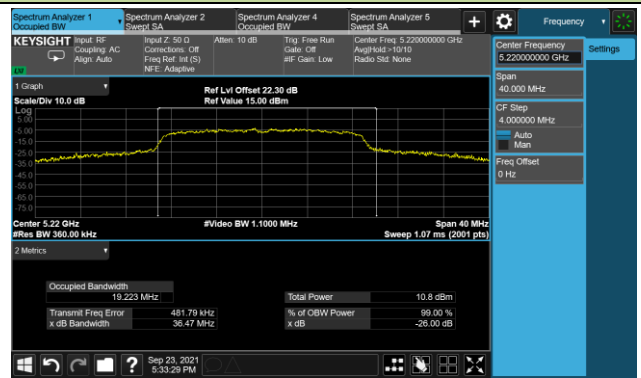 Spectrum Analyzer 1
Occupied BW
Spectrum Analyzer 2
Swept SA
Spectrum Analyzer 4
Occupied BW
Spectrum Analyzer 5
Swept SA
+
Frequency
KEYSIGHT
Input: RF
Coupling: AC
Align: Auto
Input Z: 50 Ω
Corrections: Off
Freq Ref: Int (S)
NFE: Adaptive
Atten: 10 dB
Trig: Free Run
Gate: Off
#IF Gain: Low
Center Freq: 5.220000000 GHz
Avg|Hold:>10/10
Radio Std: None
Center Frequency
5.220000000 GHz
Settings
Span
40.000 MHz
CF Step
4.000000 MHz
Auto
Man
Freq Offset
0 Hz
1 Graph
Scale/Div 10.0 dB
Ref Lvl Offset 22.30 dB
Ref Value 15.00 dBm
Log
5.00
-5.00
-15.0
-25.0
-35.0
-45.0
-55.0
-65.0
-75.0
Center 5.22 GHz
#Res BW 360.00 kHz
#Video BW 1.1000 MHz
Span 40 MHz
Sweep 1.07 ms (2001 pts)
2 Metrics
Occupied Bandwidth
19.223 MHz
Total Power 10.8 dBm
Transmit Freq Error 481.79 kHz
% of OBW Power 99.00 %
x dB Bandwidth 36.47 MHz
x dB -26.00 dB
?
Sep 23, 2021
5:33:29 PM